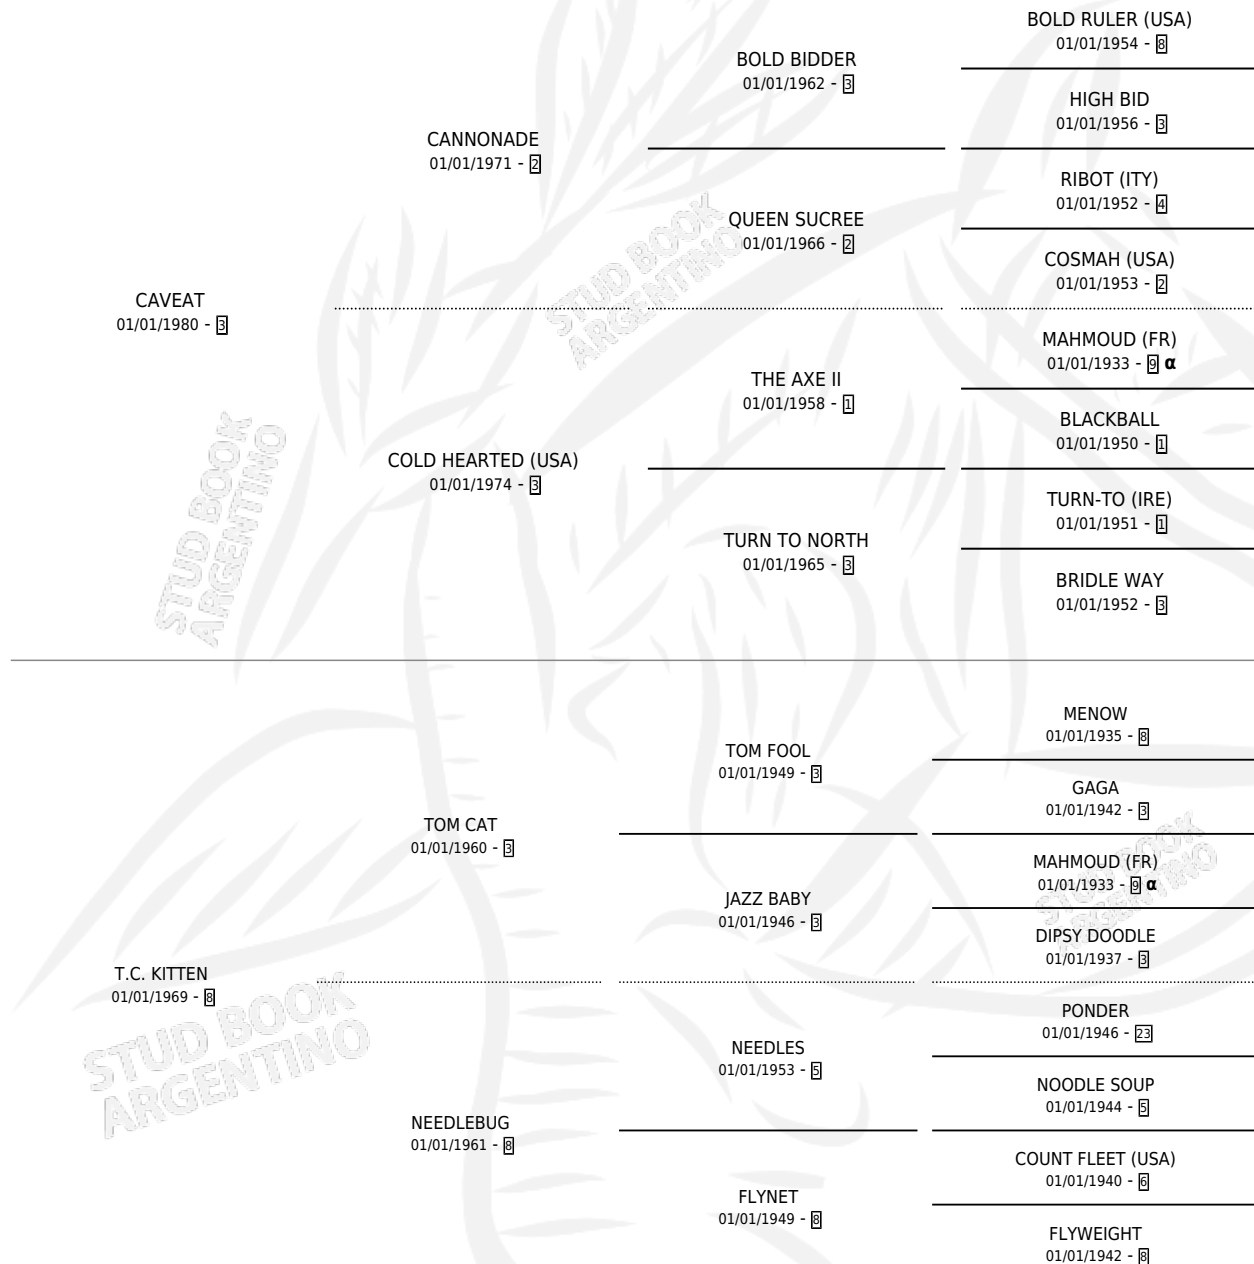 BOLD RULER (USA)
01/01/1954 - 8
BOLD BIDDER
01/01/1962 - 3
HIGH BID
01/01/1956 - 3
CANNONADE
01/01/1971 - 2
RIBOT (ITY)
01/01/1952 - 4
QUEEN SUCREE
01/01/1966 - 2
COSMAH (USA)
01/01/1953 - 2
CAVEAT
01/01/1980 - 3
MAHMOUD (FR)
01/01/1933 - 9 α
THE AXE II
01/01/1958 - 1
BLACKBALL
01/01/1950 - 1
COLD HEARTED (USA)
01/01/1974 - 3
TURN-TO (IRE)
01/01/1951 - 1
TURN TO NORTH
01/01/1965 - 3
BRIDLE WAY
01/01/1952 - 3
MENOW
01/01/1935 - 8
TOM FOOL
01/01/1949 - 3
GAGA
01/01/1942 - 3
TOM CAT
01/01/1960 - 3
MAHMOUD (FR)
01/01/1933 - 9 α
JAZZ BABY
01/01/1946 - 3
DIPSY DOODLE
01/01/1937 - 3
T.C. KITTEN
01/01/1969 - 8
PONDER
01/01/1946 - 23
NEEDLES
01/01/1953 - 5
NOODLE SOUP
01/01/1944 - 5
NEEDLEBUG
01/01/1961 - 8
COUNT FLEET (USA)
01/01/1940 - 6
FLYNET
01/01/1949 - 8
FLYWEIGHT
01/01/1942 - 8
STUD BOOK
ARGENTINO
STUD BOOK
ARGENTINO
STUD BOOK
ARGENTINO
STUD BOOK
ARGENTINO